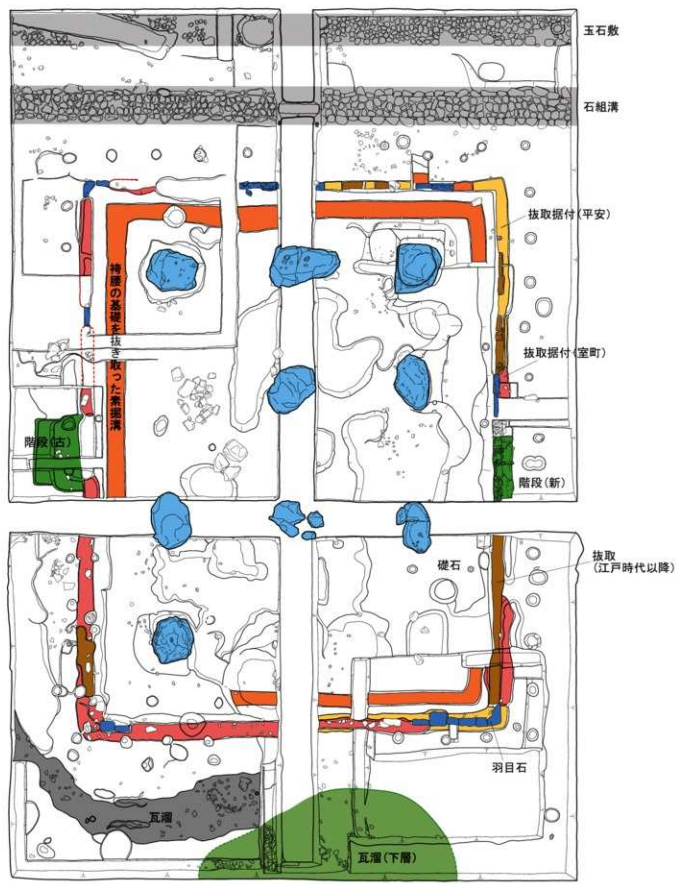 玉石敷
石組溝
抜取据付(平安)
袴腰の基礎を抜き取った素掘溝
抜取据付(室町)
階段(古)
階段(新)
礎石
抜取
(江戸時代以降)
羽目石
瓦溜
瓦溜(下層)